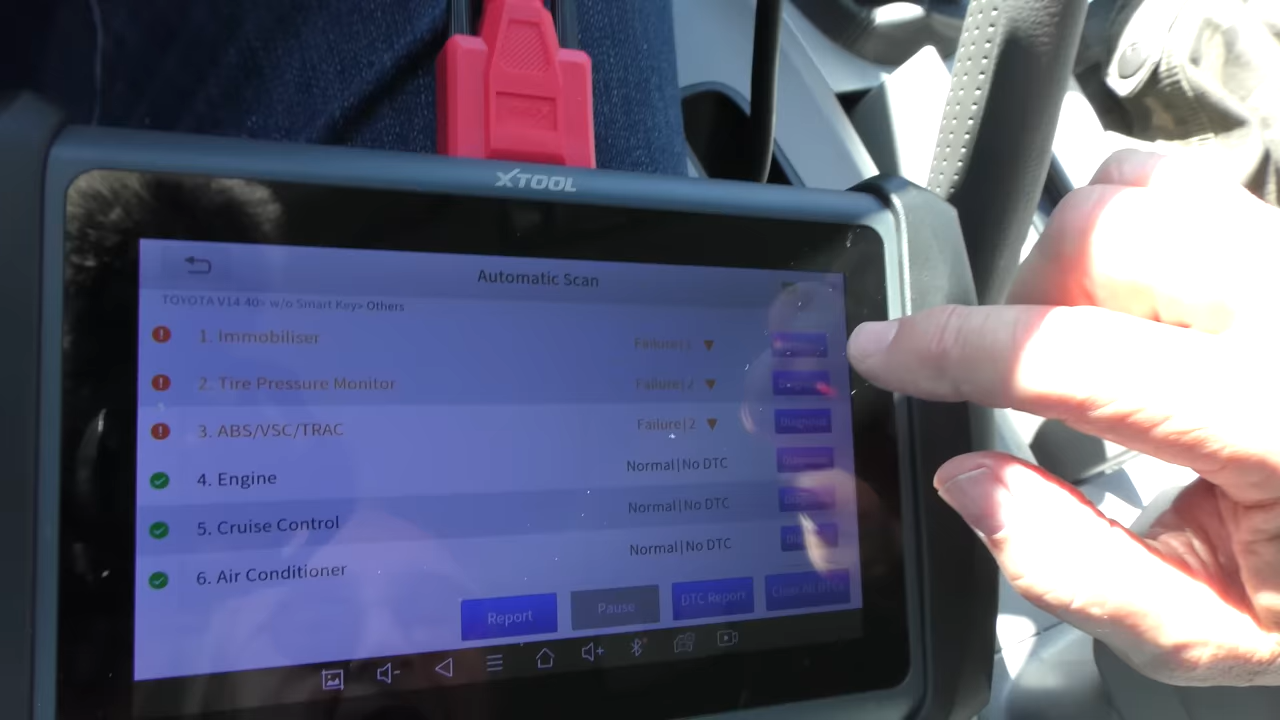 XTOOL
Automatic Scan
TOYOTA V14.40> w/o Smart Key> Others
1. Immobiliser Failure|
2. Tire Pressure Monitor Failure|2
3. ABS/VSC/TRAC Failure|2 Diagnosis
4. Engine Normal|No DTC
5. Cruise Control Normal|No DTC
6. Air Conditioner Normal|No DTC
Report Pause DTC Report Clear All DTCs